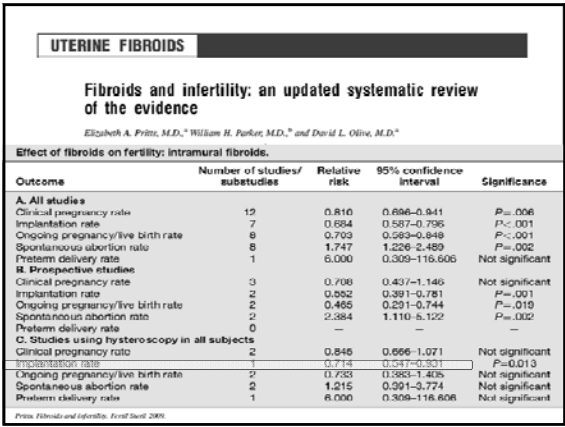 UTERINE FIBROIDS
Fibroids and infertility: an updated systematic review
of the evidence
Elizabeth A. Pritts, M.D.,ᵃ William H. Parker, M.D.,ᵇ and David L. Olive, M.D.ᵃ
Effect of fibroids on fertility: intramural fibroids.
Outcome Number of studies/substudies Relative risk 95% confidence interval Significance
A. All studies
Clinical pregnancy rate 12 0.810 0.696–0.941 P=.006
Implantation rate 7 0.684 0.587–0.796 P<.001
Ongoing pregnancy/live birth rate 8 0.703 0.583–0.848 P<.001
Spontaneous abortion rate 8 1.747 1.226–2.489 P=.002
Preterm delivery rate 1 6.000 0.309–116.606 Not significant
B. Prospective studies
Clinical pregnancy rate 3 0.708 0.437–1.146 Not significant
Implantation rate 2 0.552 0.391–0.781 P=.001
Ongoing pregnancy/live birth rate 2 0.465 0.291–0.744 P=.019
Spontaneous abortion rate 2 2.384 1.110–5.122 P=.002
Preterm delivery rate 0 — — —
C. Studies using hysteroscopy in all subjects
Clinical pregnancy rate 2 0.845 0.666–1.071 Not significant
Implantation rate 1 0.714 0.547–0.931 P=0.013
Ongoing pregnancy/live birth rate 2 0.733 0.383–1.405 Not significant
Spontaneous abortion rate 2 1.215 0.391–3.774 Not significant
Preterm delivery rate 1 6.000 0.309–116.606 Not significant
Pritts. Fibroids and infertility. Fertil Steril 2009.